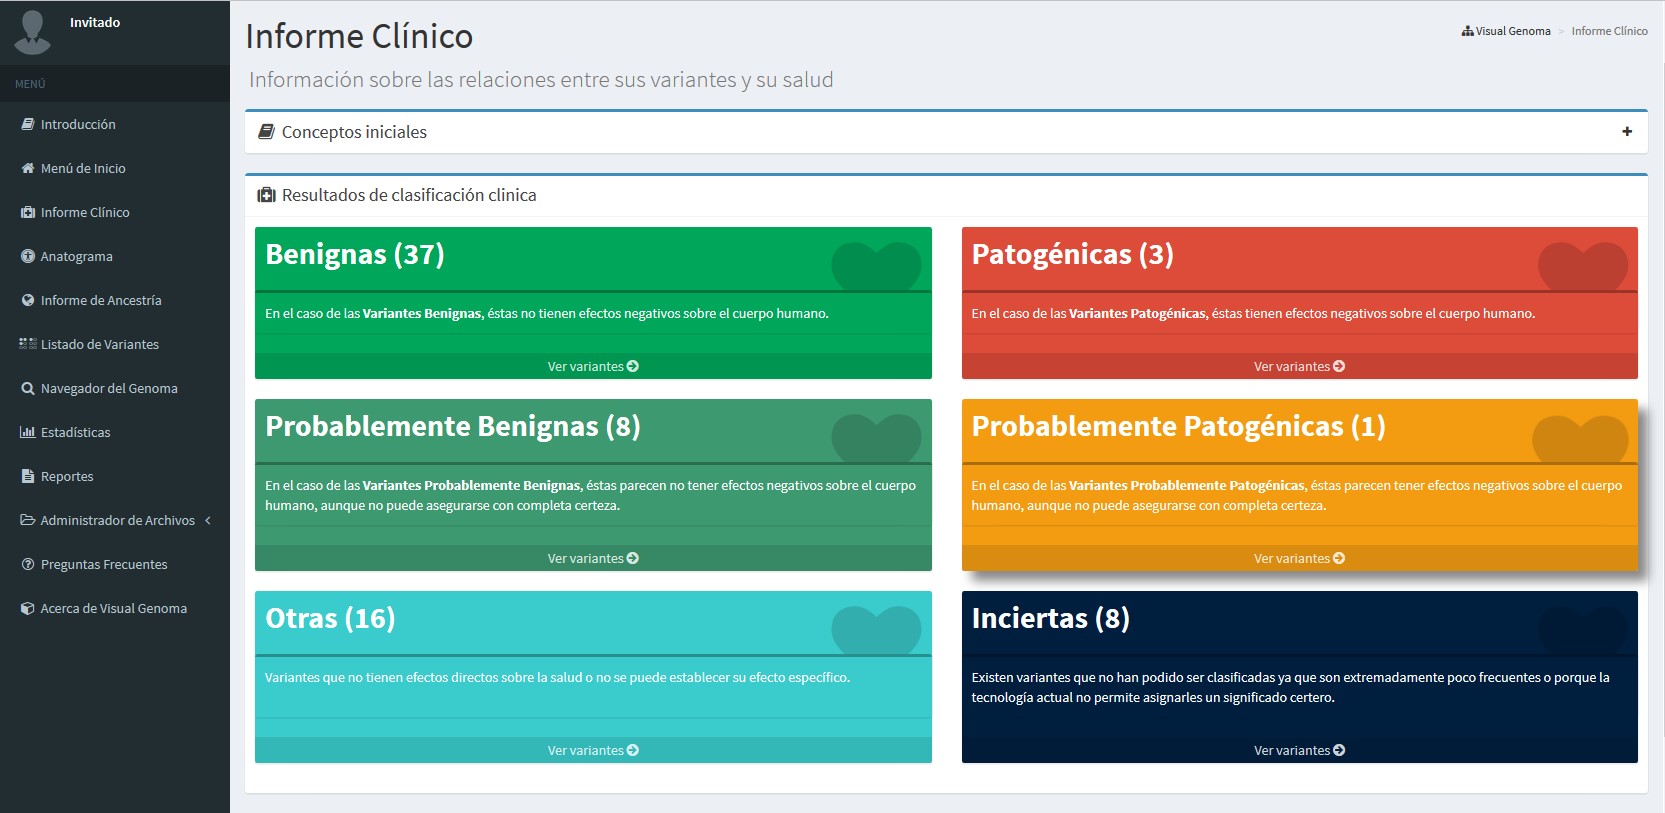 Invitado
MENÚ
Introducción
Menú de Inicio
Informe Clínico
Anatograma
Informe de Ancestría
Listado de Variantes
Navegador del Genoma
Estadísticas
Reportes
Administrador de Archivos
Preguntas Frecuentes
Acerca de Visual Genoma
Informe Clínico
Visual Genoma > Informe Clínico
Información sobre las relaciones entre sus variantes y su salud
Conceptos iniciales
Resultados de clasificación clinica
Benignas (37)
En el caso de las Variantes Benignas, éstas no tienen efectos negativos sobre el cuerpo humano.
Ver variantes
Patogénicas (3)
En el caso de las Variantes Patogénicas, éstas tienen efectos negativos sobre el cuerpo humano.
Ver variantes
Probablemente Benignas (8)
En el caso de las Variantes Probablemente Benignas, éstas parecen no tener efectos negativos sobre el cuerpo
humano, aunque no puede asegurarse con completa certeza.
Ver variantes
Probablemente Patogénicas (1)
En el caso de las Variantes Probablemente Patogénicas, éstas parecen tener efectos negativos sobre el cuerpo
humano, aunque no puede asegurarse con completa certeza.
Ver variantes
Otras (16)
Variantes que no tienen efectos directos sobre la salud o no se puede establecer su efecto específico.
Ver variantes
Inciertas (8)
Existen variantes que no han podido ser clasificadas ya que son extremadamente poco frecuentes o porque la
tecnología actual no permite asignarles un significado certero.
Ver variantes